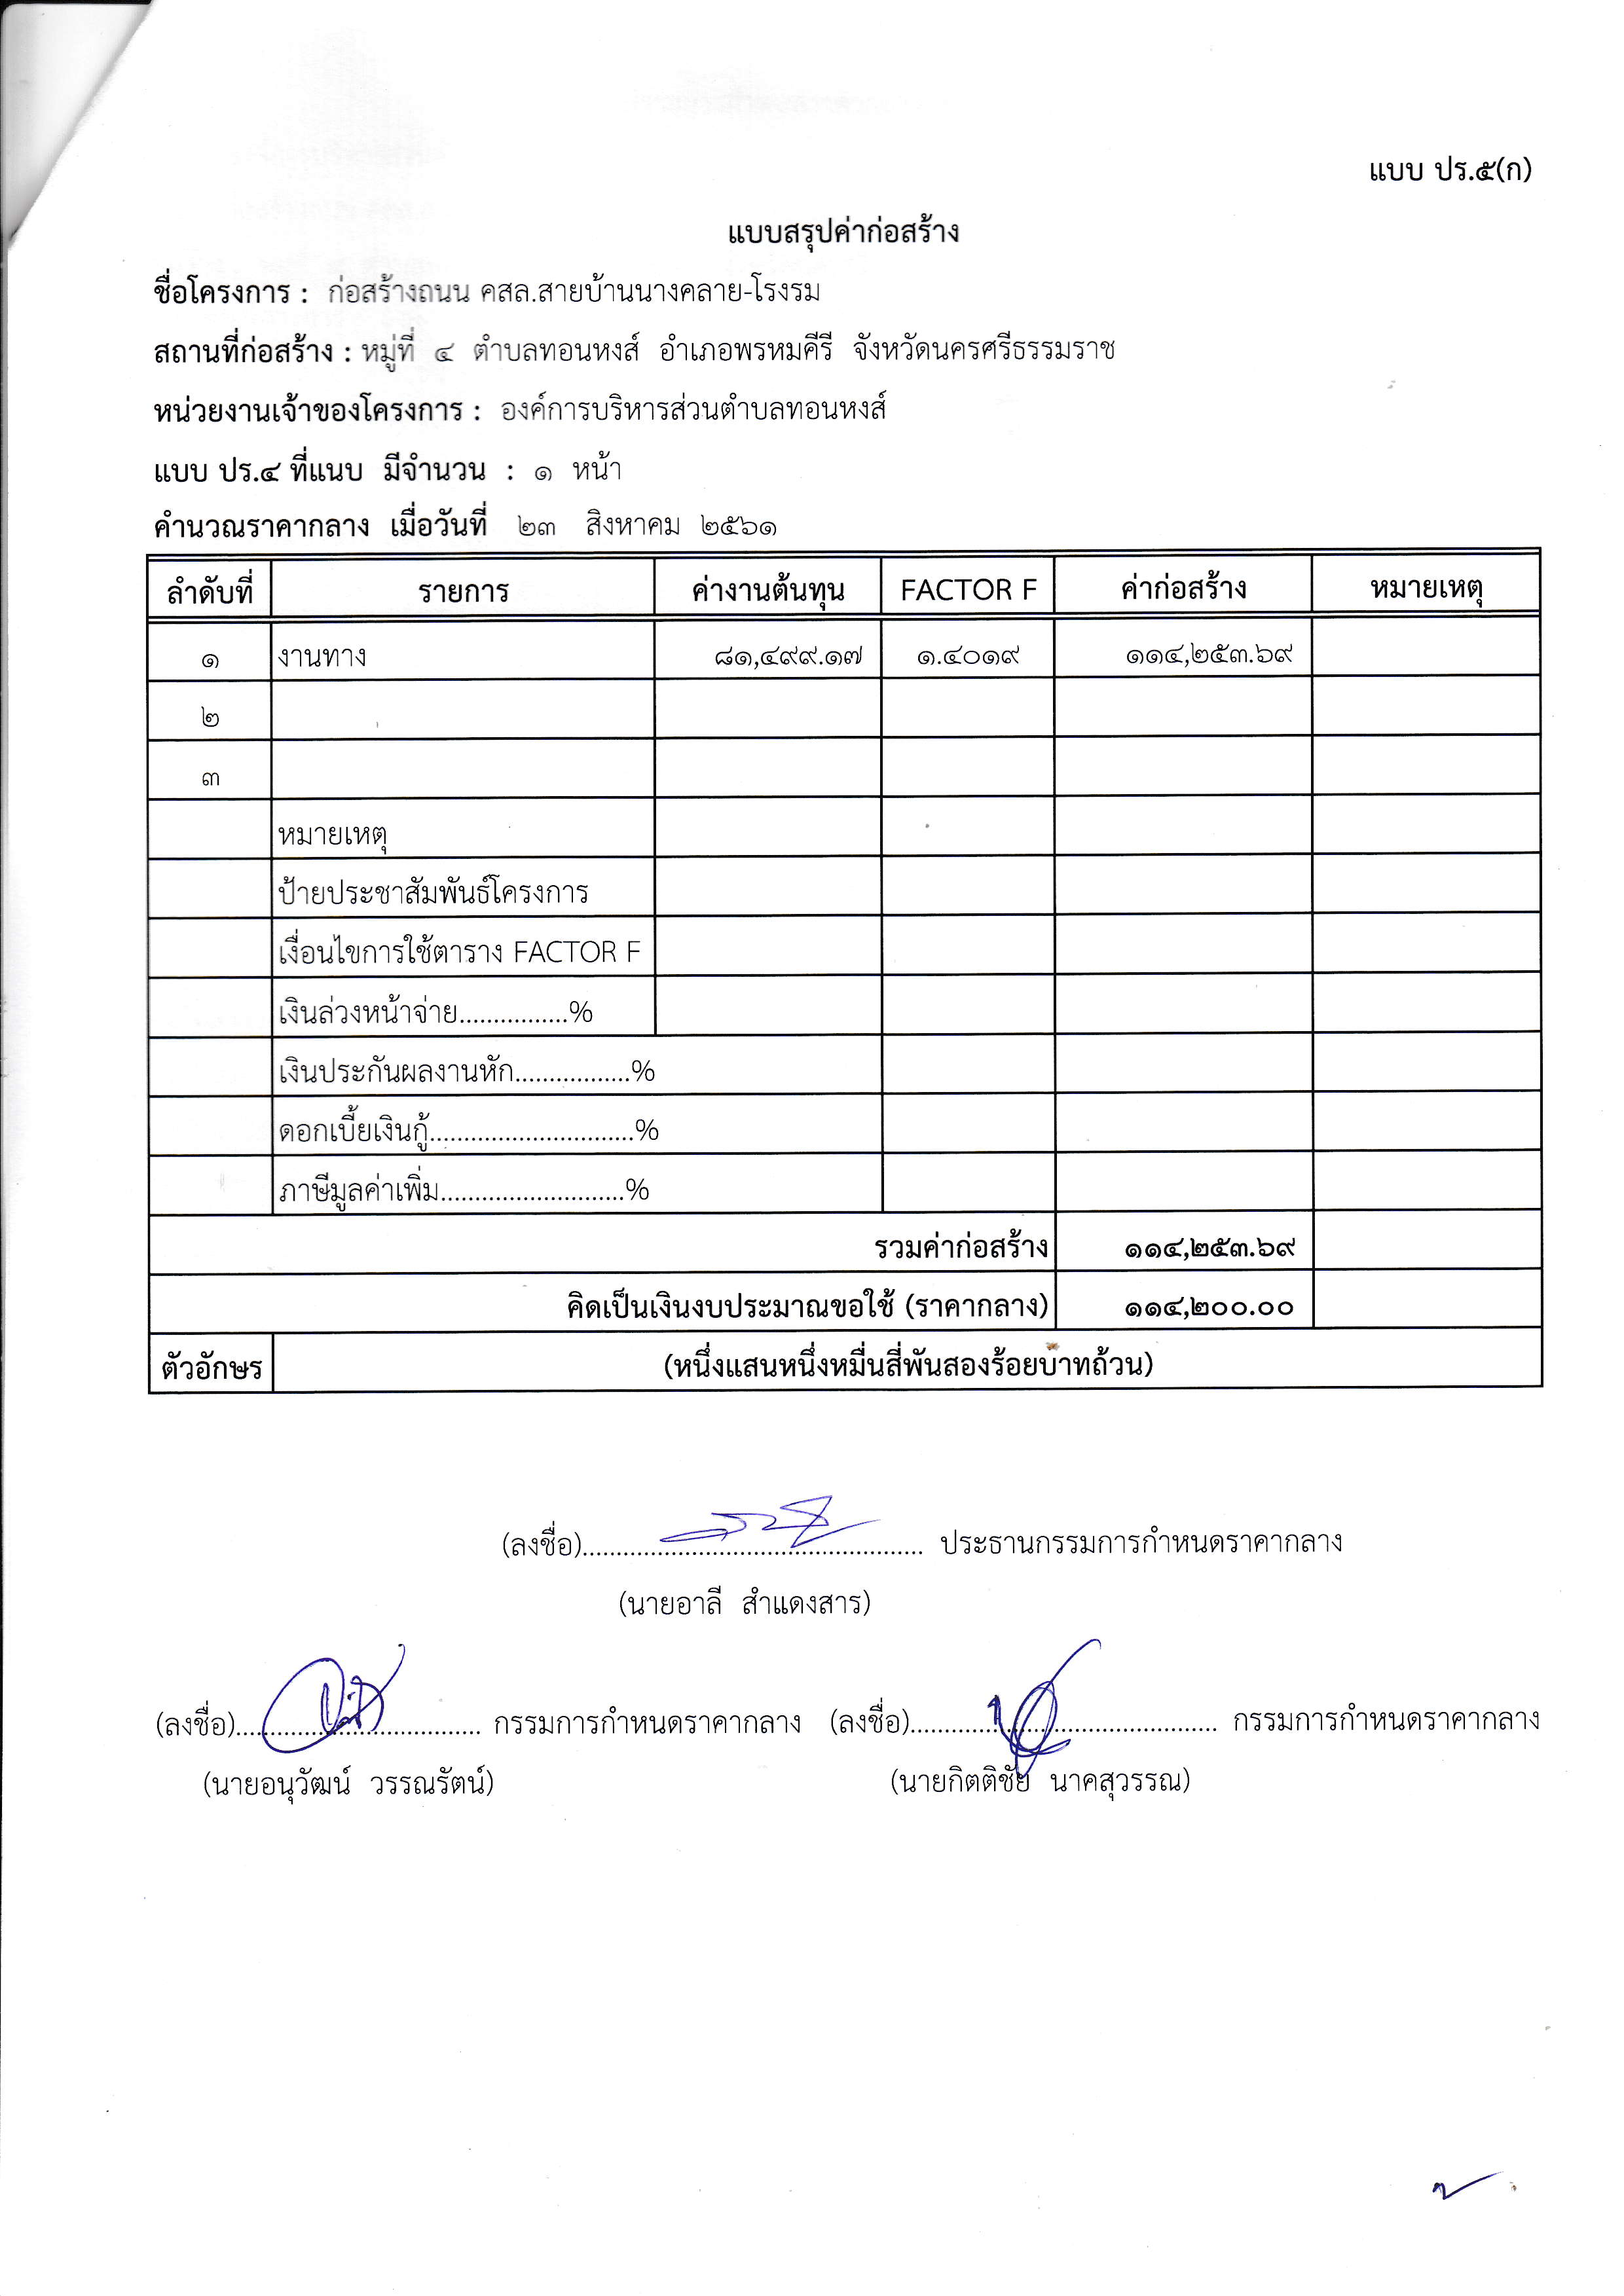 แบบ ปร.๕(ก)
แบบสรุปค่าก่อสร้าง
ชื่อโครงการ : ก่อสร้างถนน คสล.สายบ้านนางคลาย-โรงรม
สถานที่ก่อสร้าง : หมู่ที่ ๔ ตำบลทอนหงส์ อำเภอพรหมคีรี จังหวัดนครศรีธรรมราช
หน่วยงานเจ้าของโครงการ : องค์การบริหารส่วนตำบลทอนหงส์
แบบ ปร.๔ ที่แนบ มีจำนวน : ๑ หน้า
คำนวณราคากลาง เมื่อวันที่ ๒๓ สิงหาคม ๒๕๖๑
ลำดับที่ รายการ ค่างานต้นทุน FACTOR F ค่าก่อสร้าง หมายเหตุ
๑ งานทาง ๘๑,๔๙๙.๑๗ ๑.๔๐๑๙ ๑๑๔,๒๕๓.๖๙
๒
๓
หมายเหตุ
ป้ายประชาสัมพันธ์โครงการ
เงื่อนไขการใช้ตาราง FACTOR F
เงินล่วงหน้าจ่าย................%
เงินประกันผลงานหัก.................%
ดอกเบี้ยเงินกู้..............................%
ภาษีมูลค่าเพิ่ม...........................%
รวมค่าก่อสร้าง ๑๑๔,๒๕๓.๖๙
คิดเป็นเงินงบประมาณขอใช้ (ราคากลาง) ๑๑๔,๒๐๐.๐๐
ตัวอักษร (หนึ่งแสนหนึ่งหมื่นสี่พันสองร้อยบาทถ้วน)
(ลงชื่อ).................................................. ประธานกรรมการกำหนดราคากลาง
(นายอาลี สำแดงสาร)
(ลงชื่อ).................................... กรรมการกำหนดราคากลาง (ลงชื่อ)............................................. กรรมการกำหนดราคากลาง
(นายอนุวัฒน์ วรรณรัตน์) (นายกิตติชัย นาคสุวรรณ)